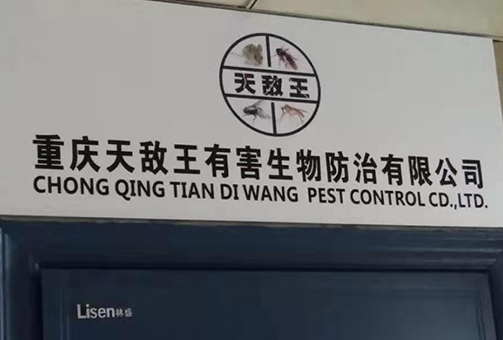 天敌王
重庆天敌王有害生物防治有限公司
CHONG QING TIAN DI WANG PEST CONTROL CD.,LTD.
Lisen林盛